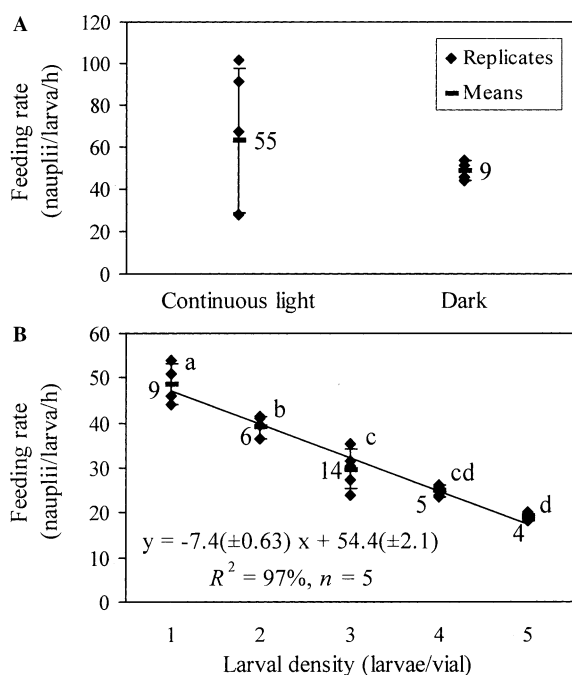 A
Feeding rate
(nauplii/larva/h)
120
100
80
60
40
20
0
Replicates
Means
55
9
Continuous light
Dark
B
Feeding rate
(nauplii/larva/h)
60
50
40
30
20
10
0
a
9
b
6
c
14
cd
5
d
4
y = -7.4(±0.63) x + 54.4(±2.1)
R² = 97%, n = 5
1 2 3 4 5
Larval density (larvae/vial)